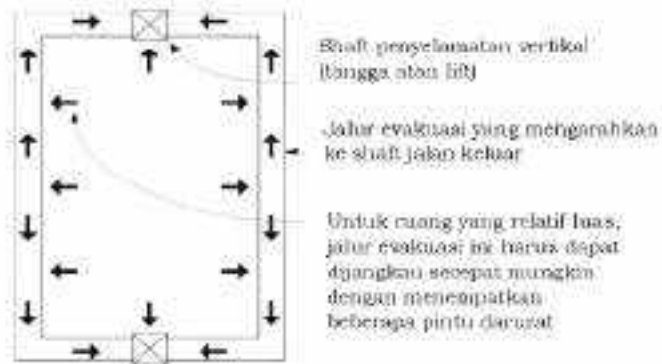 Shaft penyelamatan vertikal
(tangga atau lift)
Jalur evakuasi yang mengarahkan
ke shaft jalan keluar
Untuk ruang yang relatif luas,
jalur evakuasi ini harus dapat
dijangkau secepat mungkin
dengan menempatkan
beberapa pintu darurat